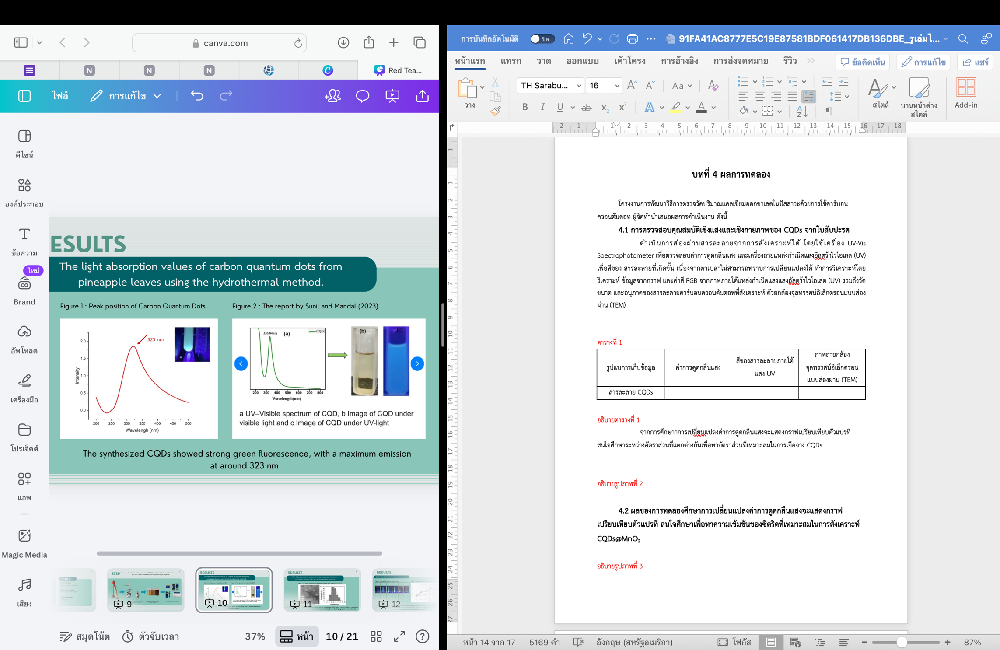 canva.com
Red Tea...
ไฟล์
การแก้ไข
ดีไซน์
องค์ประกอบ
ข้อความ
ใหม่
Brand
อัพโหลด
เครื่องมือ
โปรเจ็คต์
แอพ
Magic Media
เสียง
ESULTS
The light absorption values of carbon quantum dots from
pineapple leaves using the hydrothermal method.
Figure 1 : Peak position of Carbon Quantum Dots
Figure 2 : The report by Sunil and Mandal (2023)
323 nm
2.0
1.5
1.0
0.5
0.0
Intensity
200 250 300 350 400 450 500
Wavelengh (nm)
335.84nm
(a)
CQD
(b)
(c)
200 300 400 500 600 700 800
Wavelength(nm)
a UV–Visible spectrum of CQD, b Image of CQD under
visible light and c Image of CQD under UV-light
The synthesized CQDs showed strong green fluorescence, with a maximum emission
at around 323 nm.
step 2
STEP 1
9
RESULTS
10
RESULTS
11
RESULTS
12
สมุดโน้ต
ตัวจับเวลา
37%
หน้า
10 / 21
การบันทึกอัตโนมัติ
ปิด
91FA41AC8777E5C19E87581BDF061417DB136DBE_รูเล่มไ...
หน้าแรก
แทรก
วาด
ออกแบบ
เค้าโครง
การอ้างอิง
การส่งจดหมาย
รีวิว
ข้อคิดเห็น
การแก้ไข
แชร์
วาง
TH Sarabu...
16
สไตล์
บานหน้าต่าง
สไตล์
Add-in
2 1 1 2 3 4 5 6 7 8 9 10 11 12 13 14 15 16 17 18
บทที่ 4 ผลการทดลอง
โครงงานการพัฒนาวิธีการตรวจวัดปริมาณแคลเซียมออกซาเลตในปัสสาวะด้วยการใช้คาร์บอน
ควอนตัมดอท ผู้จัดทำนำเสนอผลการดำเนินงาน ดังนี้
4.1 การตรวจสอบคุณสมบัติเชิงแสงและเชิงกายภาพของ CQDs จากใบสับปะรด
ดำเนินการส่องผ่านสารละลายจากการสังเคราะห์ได้ โดยใช้เครื่อง UV-Vis
Spectrophotometer เพื่อตรวจสอบค่าการดูดกลืนแสง และเครื่องฉายแหล่งกำเนิดแสงอัลตร้าไวโอเลต (UV)
เพื่อสีของ สารละลายที่เกิดขั้น เนื่องจากตาเปล่าไม่สามารถทราบการเปลี่ยนแปลงได้ ทำการวิเคราะห์โดย
วิเคราะห์ ข้อมูลจากกราฟ และค่าสี RGB จากภาพภายใต้แหล่งกำเนิดแสงแสงอัลตร้าไวโอเลต (UV) รวมถึงวัด
ขนาด และอนุภาคของสารละลายคาร์บอนควอนตัมดอทที่สังเคราะห์ ด้วยกล้องจุลทรรศน์อิเล็กตรอนแบบส่อง
ผ่าน (TEM)
ตารางที่ 1
รูปแบการเก็บข้อมูล
ค่าการดูดกลืนแสง
สีของสารละลายภายใต้
แสง UV
ภาพถ่ายกล้อง
จุลทรรศน์อิเล็กตรอน
แบบส่องผ่าน (TEM)
สารละลาย CQDs
อธิบายตารางที่ 1
จากการศึกษาาการเปลี่ยนแปลงค่าการดูดกลืนแสงจะแสดงกราฟเปรียบเทียบตัวแปรที่
สนใจศึกษาระหว่างอัตราส่วนที่แตกต่างกันเพื่อหาอัตราส่วนที่เหมาะสมในการเจือจาง CQDs
อธิบายรูปภาพที่ 2
4.2 ผลของการทดลองศึกษาการเปลี่ยนแปลงค่าการดูดกลืนแสงจะแสดงกราฟ
เปรียบเทียบตัวแปรที่ สนใจศึกษาเพื่อหาความเข้มข้นของซิตริดที่เหมาะสมในการสังเคราะห์
CQDs@MnO₂
อธิบายรูปภาพที่ 3
หน้า 14 จาก 17
5169 คำ
อังกฤษ (สหรัฐอเมริกา)
โฟกัส
87%